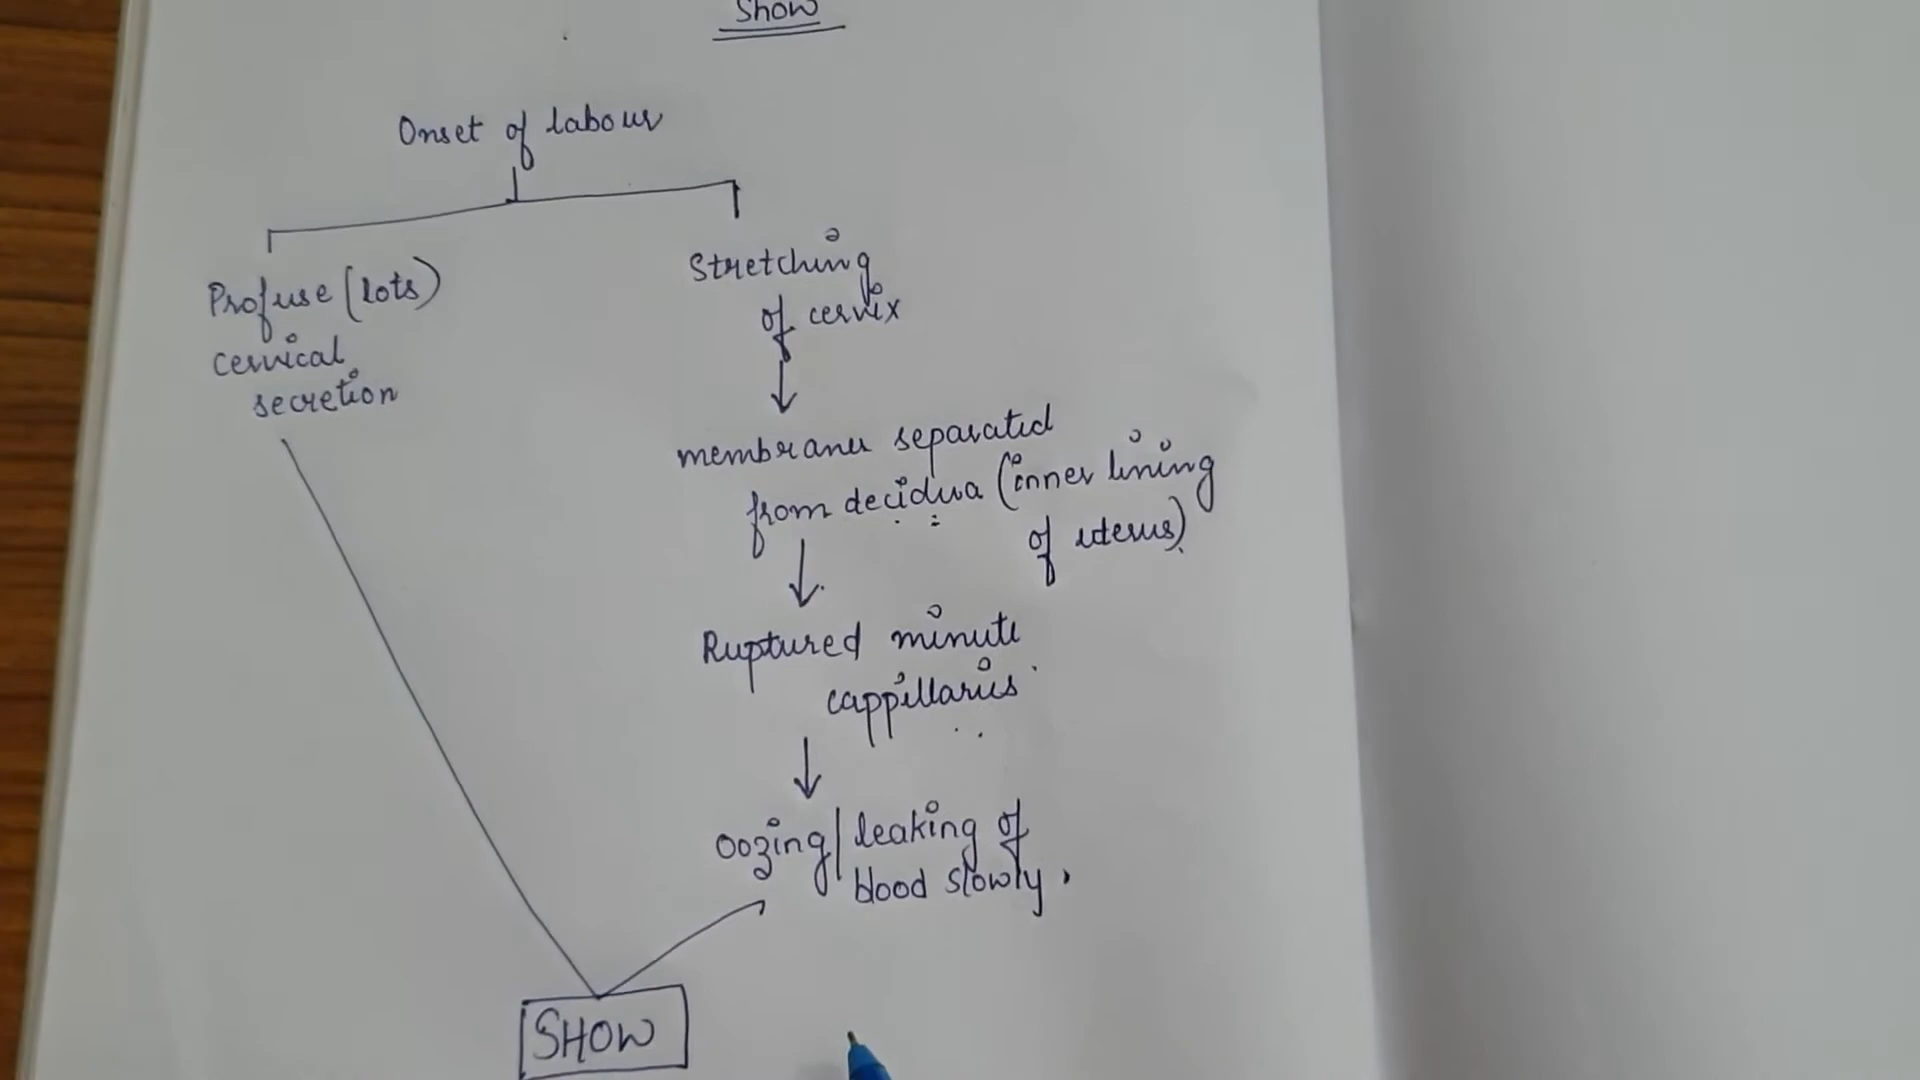 Show
Onset of labour
Profuse (lots)
cervical
secretion
Stretching
of cervix
membranes separated
from decidua (inner lining
of uterus)
Ruptured minute
cappillaries
Oozing/leaking of
blood slowly.
SHOW